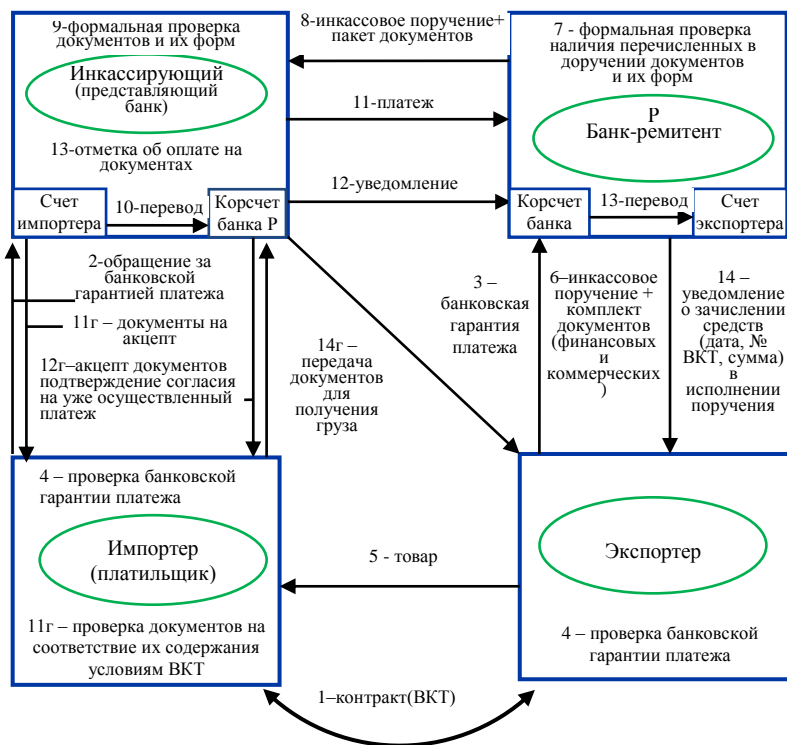 9-формальная проверка
документов и их форм
Инкассирующий
(представляющий
банк)
13-отметка об оплате на
документах
Счет
импортера
10-перевод
Корсчет
банка Р
8-инкассовое поручение+
пакет документов
11-платеж
12-уведомление
7 - формальная проверка
наличия перечисленных в
доручении документов
и их форм
Р
Банк-ремитент
Корсчет
банка
13-перевод
Счет
экспортера
2-обращение за
банковской
гарантией платежа
11г – документы на
акцепт
12г–акцепт документов
подтверждение согласия
на уже осуществленный
платеж
14г –
передача
документов
для
получения
груза
3 –
банковская
гарантия
платежа
6–инкассовое
поручение +
комплект
документов
(финансовых
и
коммерческих
)
14 –
уведомление
о зачислении
средств
(дата, №
ВКТ, сумма)
в
исполнении
поручения
4 – проверка банковской
гарантии платежа
Импортер
(платильщик)
11г – проверка документов на
соответствие их содержания
условиям ВКТ
5 - товар
Экспортер
4 – проверка банковской
гарантии платежа
1–контракт(ВКТ)